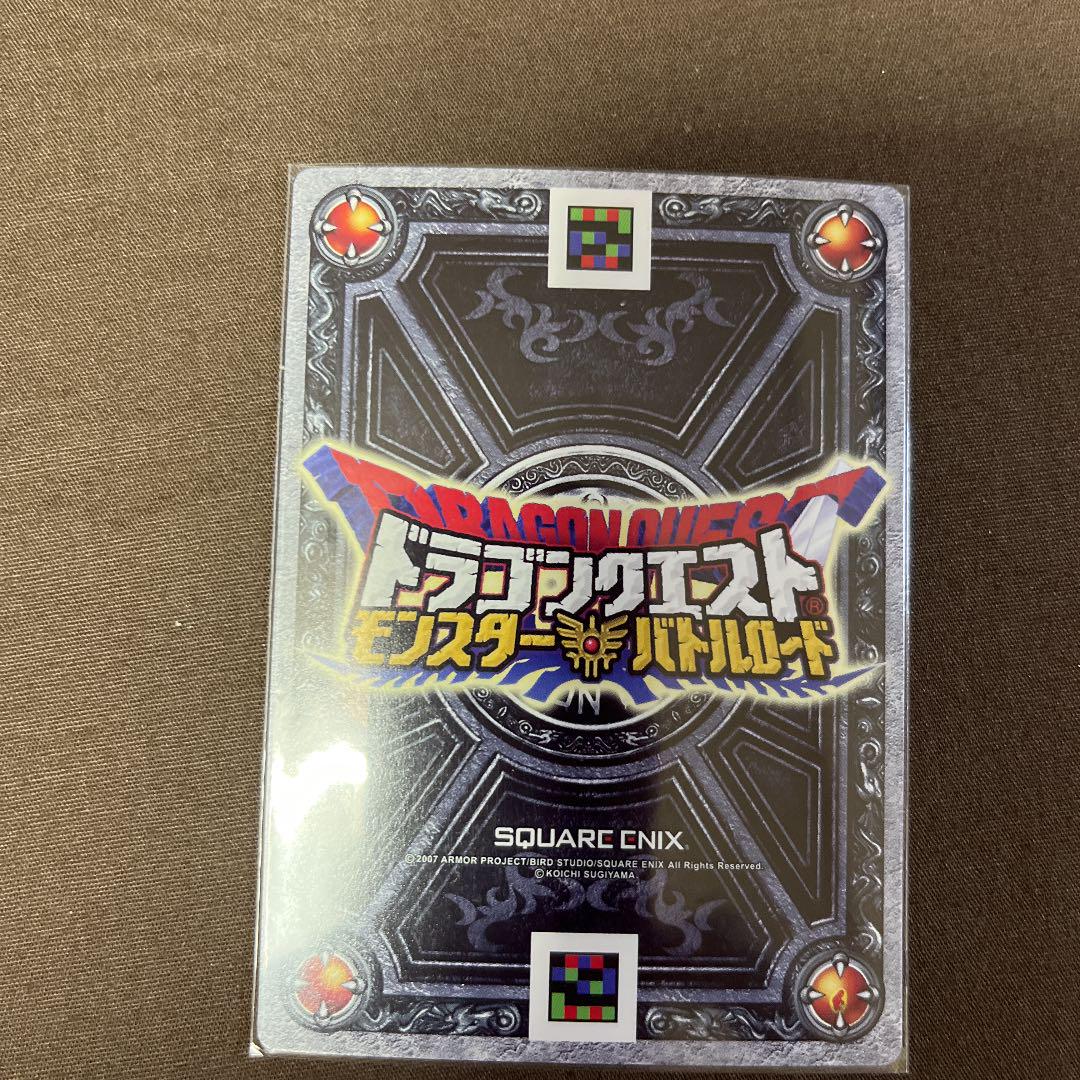 DRAGON QUEST
ドラゴンクエスト®
モンスター バトルロード
SQUARE ENIX
©2007 ARMOR PROJECT/BIRD STUDIO/SQUARE ENIX All Rights Reserved.
©KOICHI SUGIYAMA